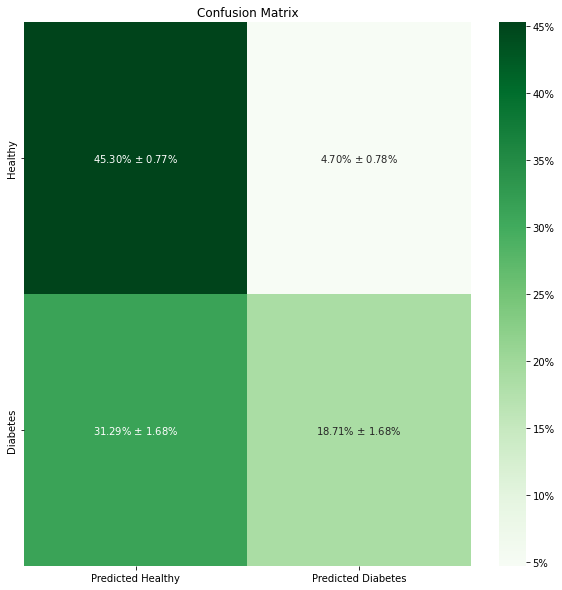 Confusion Matrix
Healthy
45.30% ± 0.77%
4.70% ± 0.78%
Diabetes
31.29% ± 1.68%
18.71% ± 1.68%
Predicted Healthy
Predicted Diabetes
45%
40%
35%
30%
25%
20%
15%
10%
5%